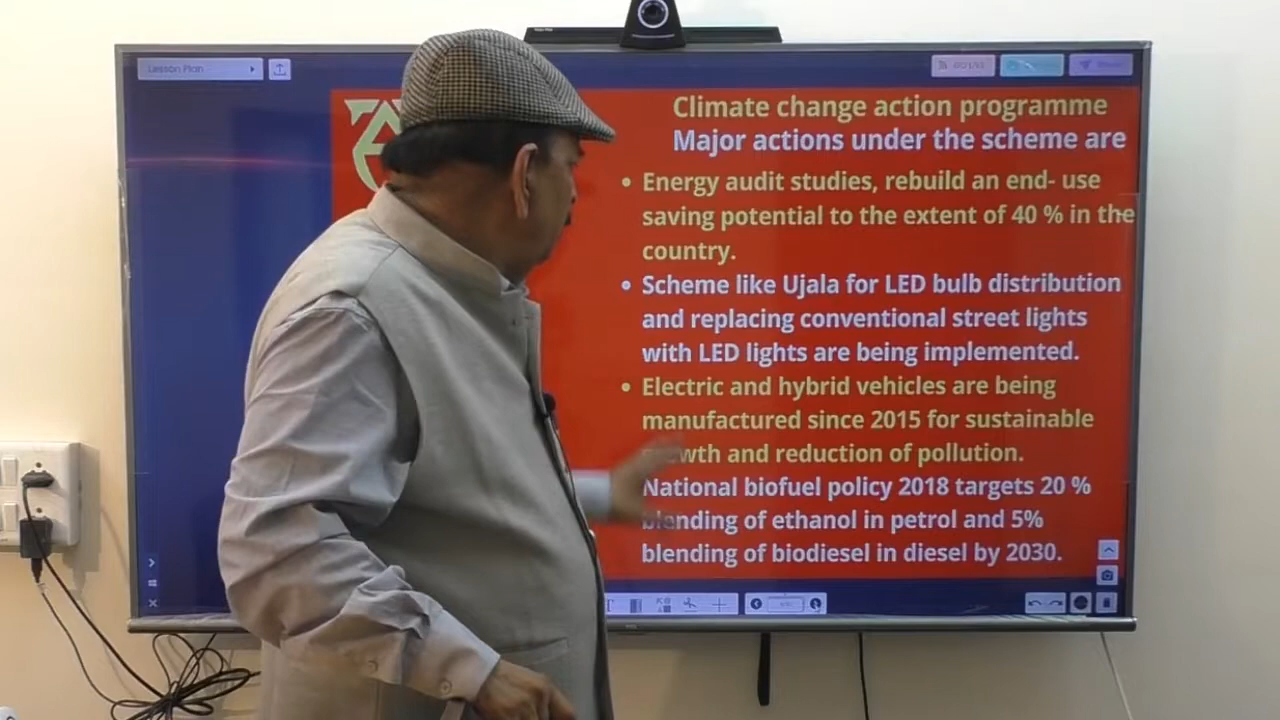 Lesson Plan
Climate change action programme
Major actions under the scheme are
• Energy audit studies, rebuild an end- use
saving potential to the extent of 40 % in the
country.
• Scheme like Ujala for LED bulb distribution
and replacing conventional street lights
with LED lights are being implemented.
• Electric and hybrid vehicles are being
manufactured since 2015 for sustainable
growth and reduction of pollution.
National biofuel policy 2018 targets 20 %
blending of ethanol in petrol and 5%
blending of biodiesel in diesel by 2030.